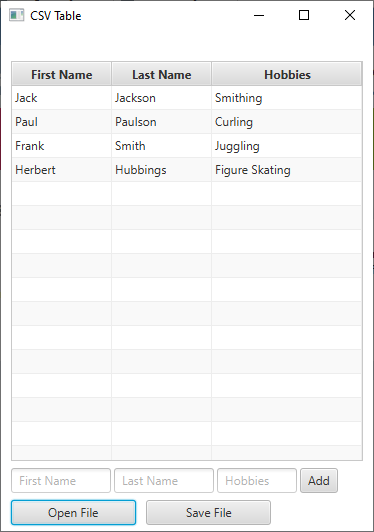 CSV Table
First Name Last Name Hobbies
Jack Jackson Smithing
Paul Paulson Curling
Frank Smith Juggling
Herbert Hubbings Figure Skating
First Name Last Name Hobbies Add
Open File Save File